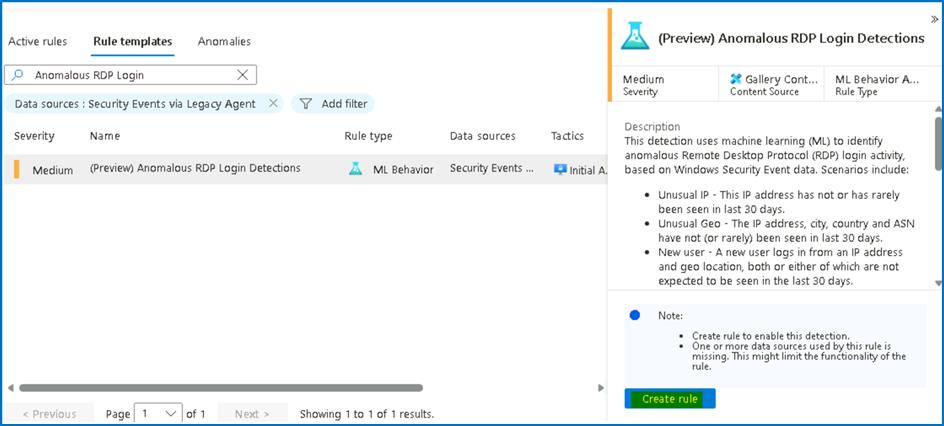 Active rules Rule templates Anomalies
Anomalous RDP Login
Data sources : Security Events via Legacy Agent Add filter
Severity Name Rule type Data sources Tactics
Medium (Preview) Anomalous RDP Login Detections ML Behavior Security Events ... Initial A.
< Previous Page 1 of 1 Next > Showing 1 to 1 of 1 results.
(Preview) Anomalous RDP Login Detections
Medium Gallery Cont... ML Behavior A...
Severity Content Source Rule Type
Description
This detection uses machine learning (ML) to identify
anomalous Remote Desktop Protocol (RDP) login activity,
based on Windows Security Event data. Scenarios include:
• Unusual IP - This IP address has not or has rarely
been seen in last 30 days.
• Unusual Geo - The IP address, city, country and ASN
have not (or rarely) been seen in last 30 days.
• New user - A new user logs in from an IP address
and geo location, both or either of which are not
expected to be seen in the last 30 days.
Note:
• Create rule to enable this detection.
• One or more data sources used by this rule is
missing. This might limit the functionality of the
rule.
Create rule